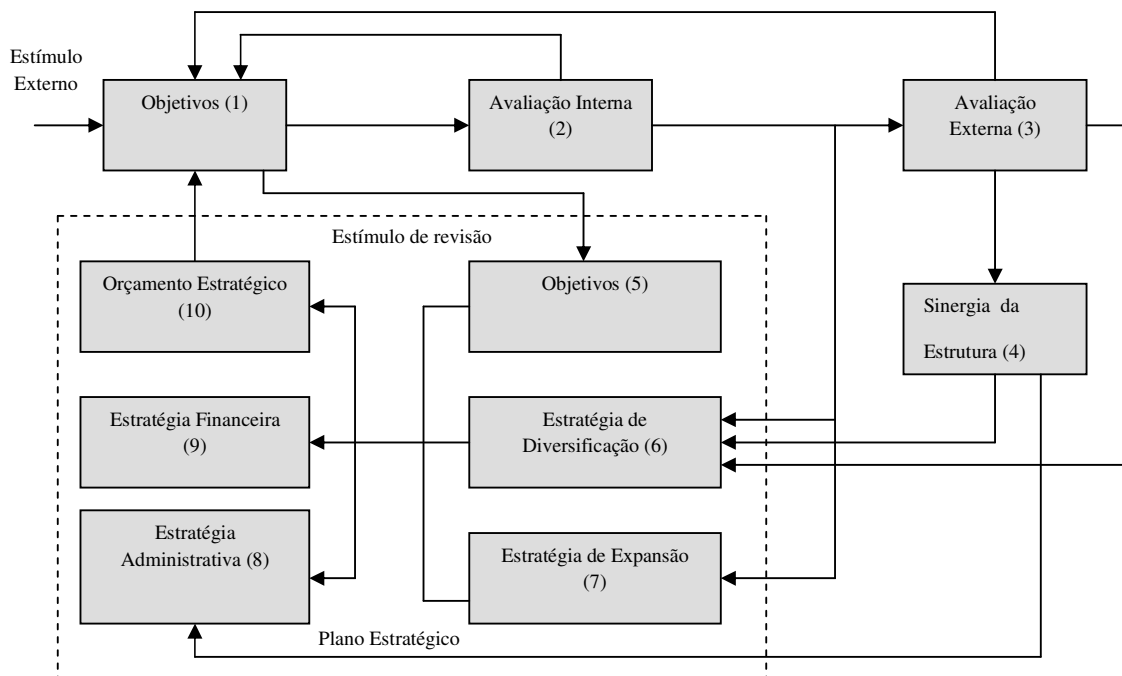 Estímulo
Externo
Objetivos (1)
Avaliação Interna
(2)
Avaliação
Externa (3)
Estímulo de revisão
Orçamento Estratégico
(10)
Objetivos (5)
Sinergia da
Estrutura (4)
Estratégia Financeira
(9)
Estratégia de
Diversificação (6)
Estratégia
Administrativa (8)
Estratégia de Expansão
(7)
Plano Estratégico